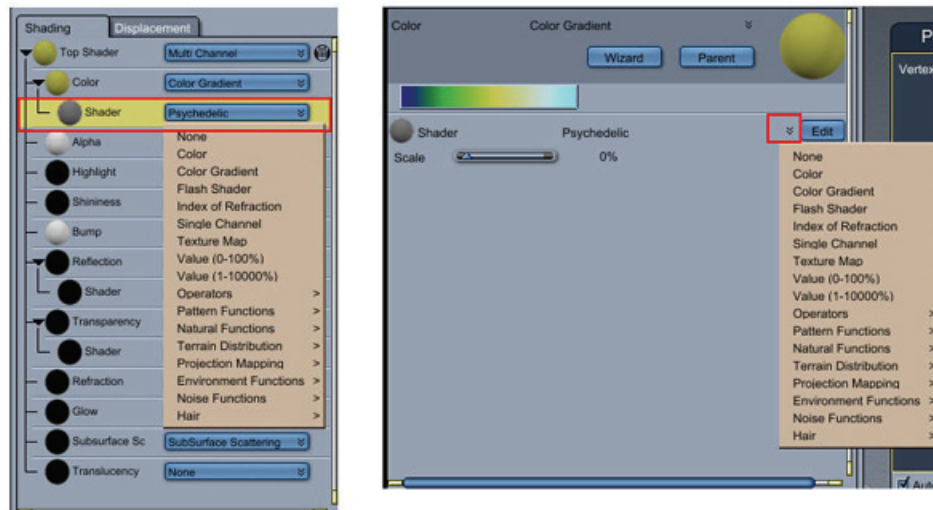 Shading
Displacement
Top Shader
Multi Channel
Color
Color Gradient
Shader
Psychedelic
Alpha
Highlight
Shininess
Bump
Reflection
Shader
Transparency
Shader
Refraction
Glow
Subsurface Sc
SubSurface Scattering
Translucency
None
None
Color
Color Gradient
Flash Shader
Index of Refraction
Single Channel
Texture Map
Value (0-100%)
Value (1-10000%)
Operators >
Pattern Functions >
Natural Functions >
Terrain Distribution >
Projection Mapping >
Environment Functions >
Noise Functions >
Hair >
Color
Color Gradient
Wizard
Parent
Shader
Psychedelic
Edit
Scale
0%
None
Color
Color Gradient
Flash Shader
Index of Refraction
Single Channel
Texture Map
Value (0-100%)
Value (1-10000%)
Operators >
Pattern Functions >
Natural Functions >
Terrain Distribution >
Projection Mapping >
Environment Functions >
Noise Functions >
Hair >
P
Vertex
Aut